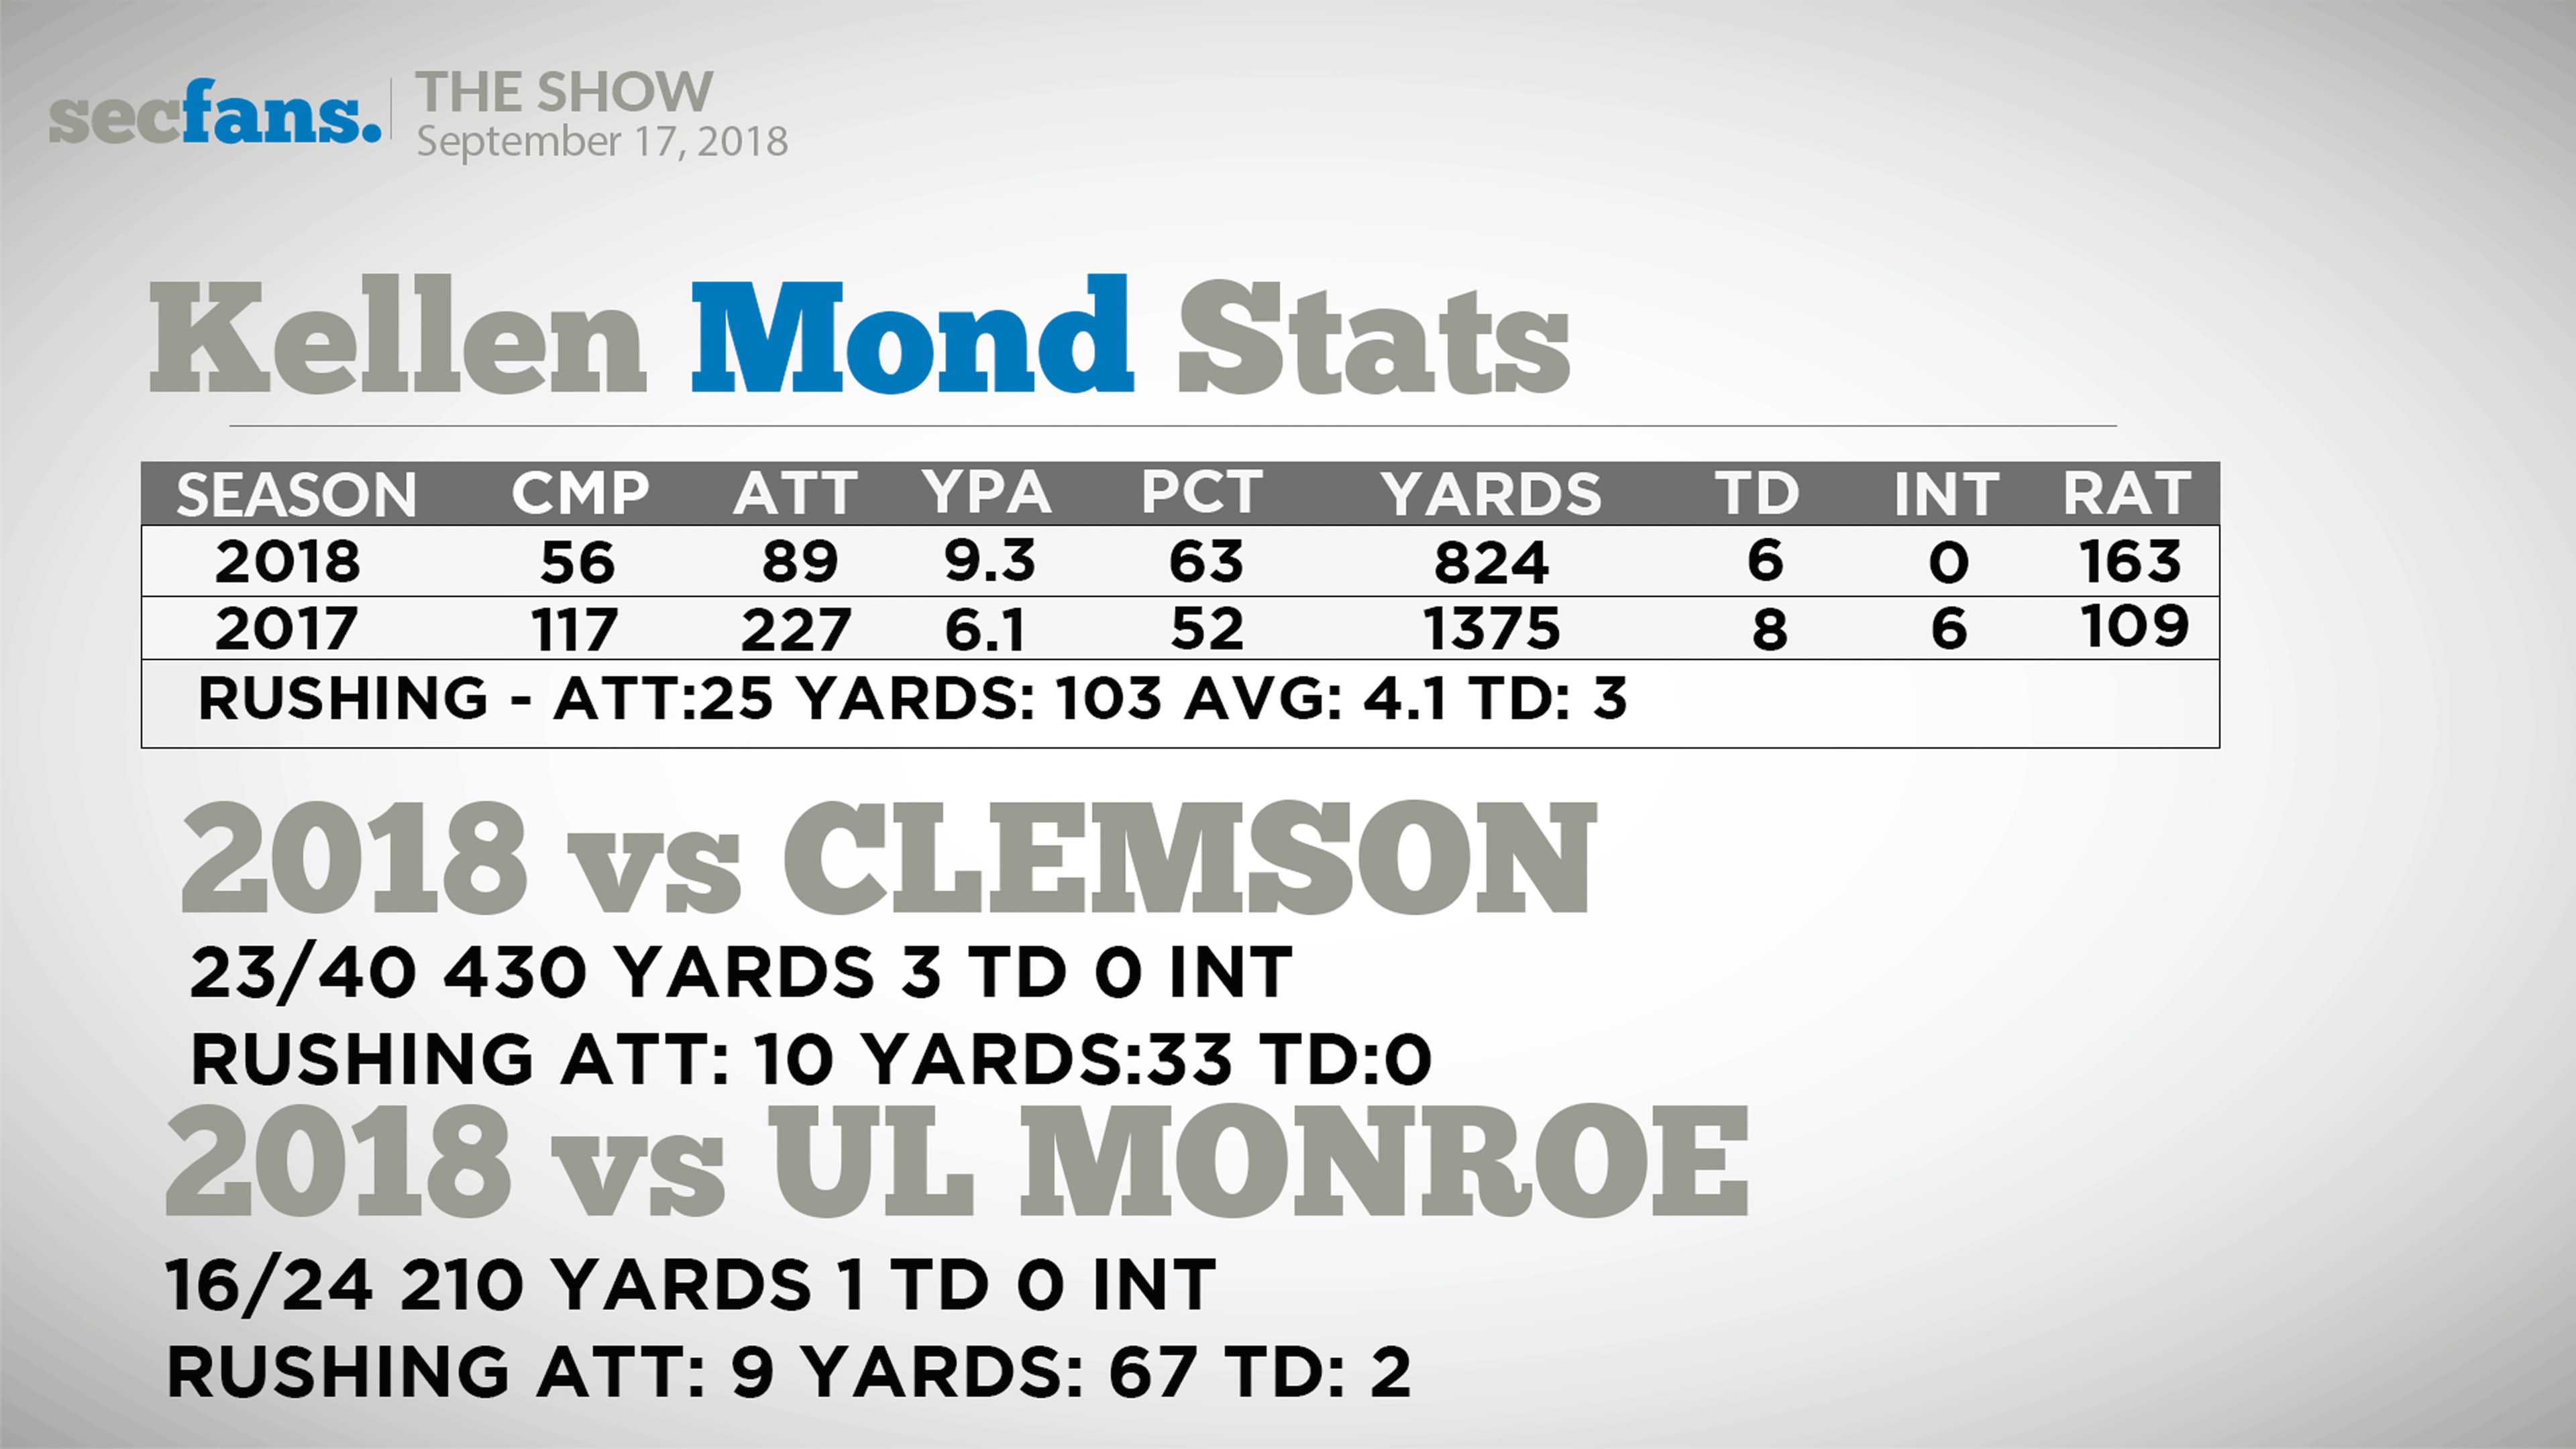 secfans.
THE SHOW
September 17, 2018
Kellen Mond Stats
SEASON CMP ATT YPA PCT YARDS TD INT RAT
2018 56 89 9.3 63 824 6 0 163
2017 117 227 6.1 52 1375 8 6 109
RUSHING - ATT:25 YARDS: 103 AVG: 4.1 TD: 3
2018 vs CLEMSON
23/40 430 YARDS 3 TD 0 INT
RUSHING ATT: 10 YARDS:33 TD:0
2018 vs UL MONROE
16/24 210 YARDS 1 TD 0 INT
RUSHING ATT: 9 YARDS: 67 TD: 2